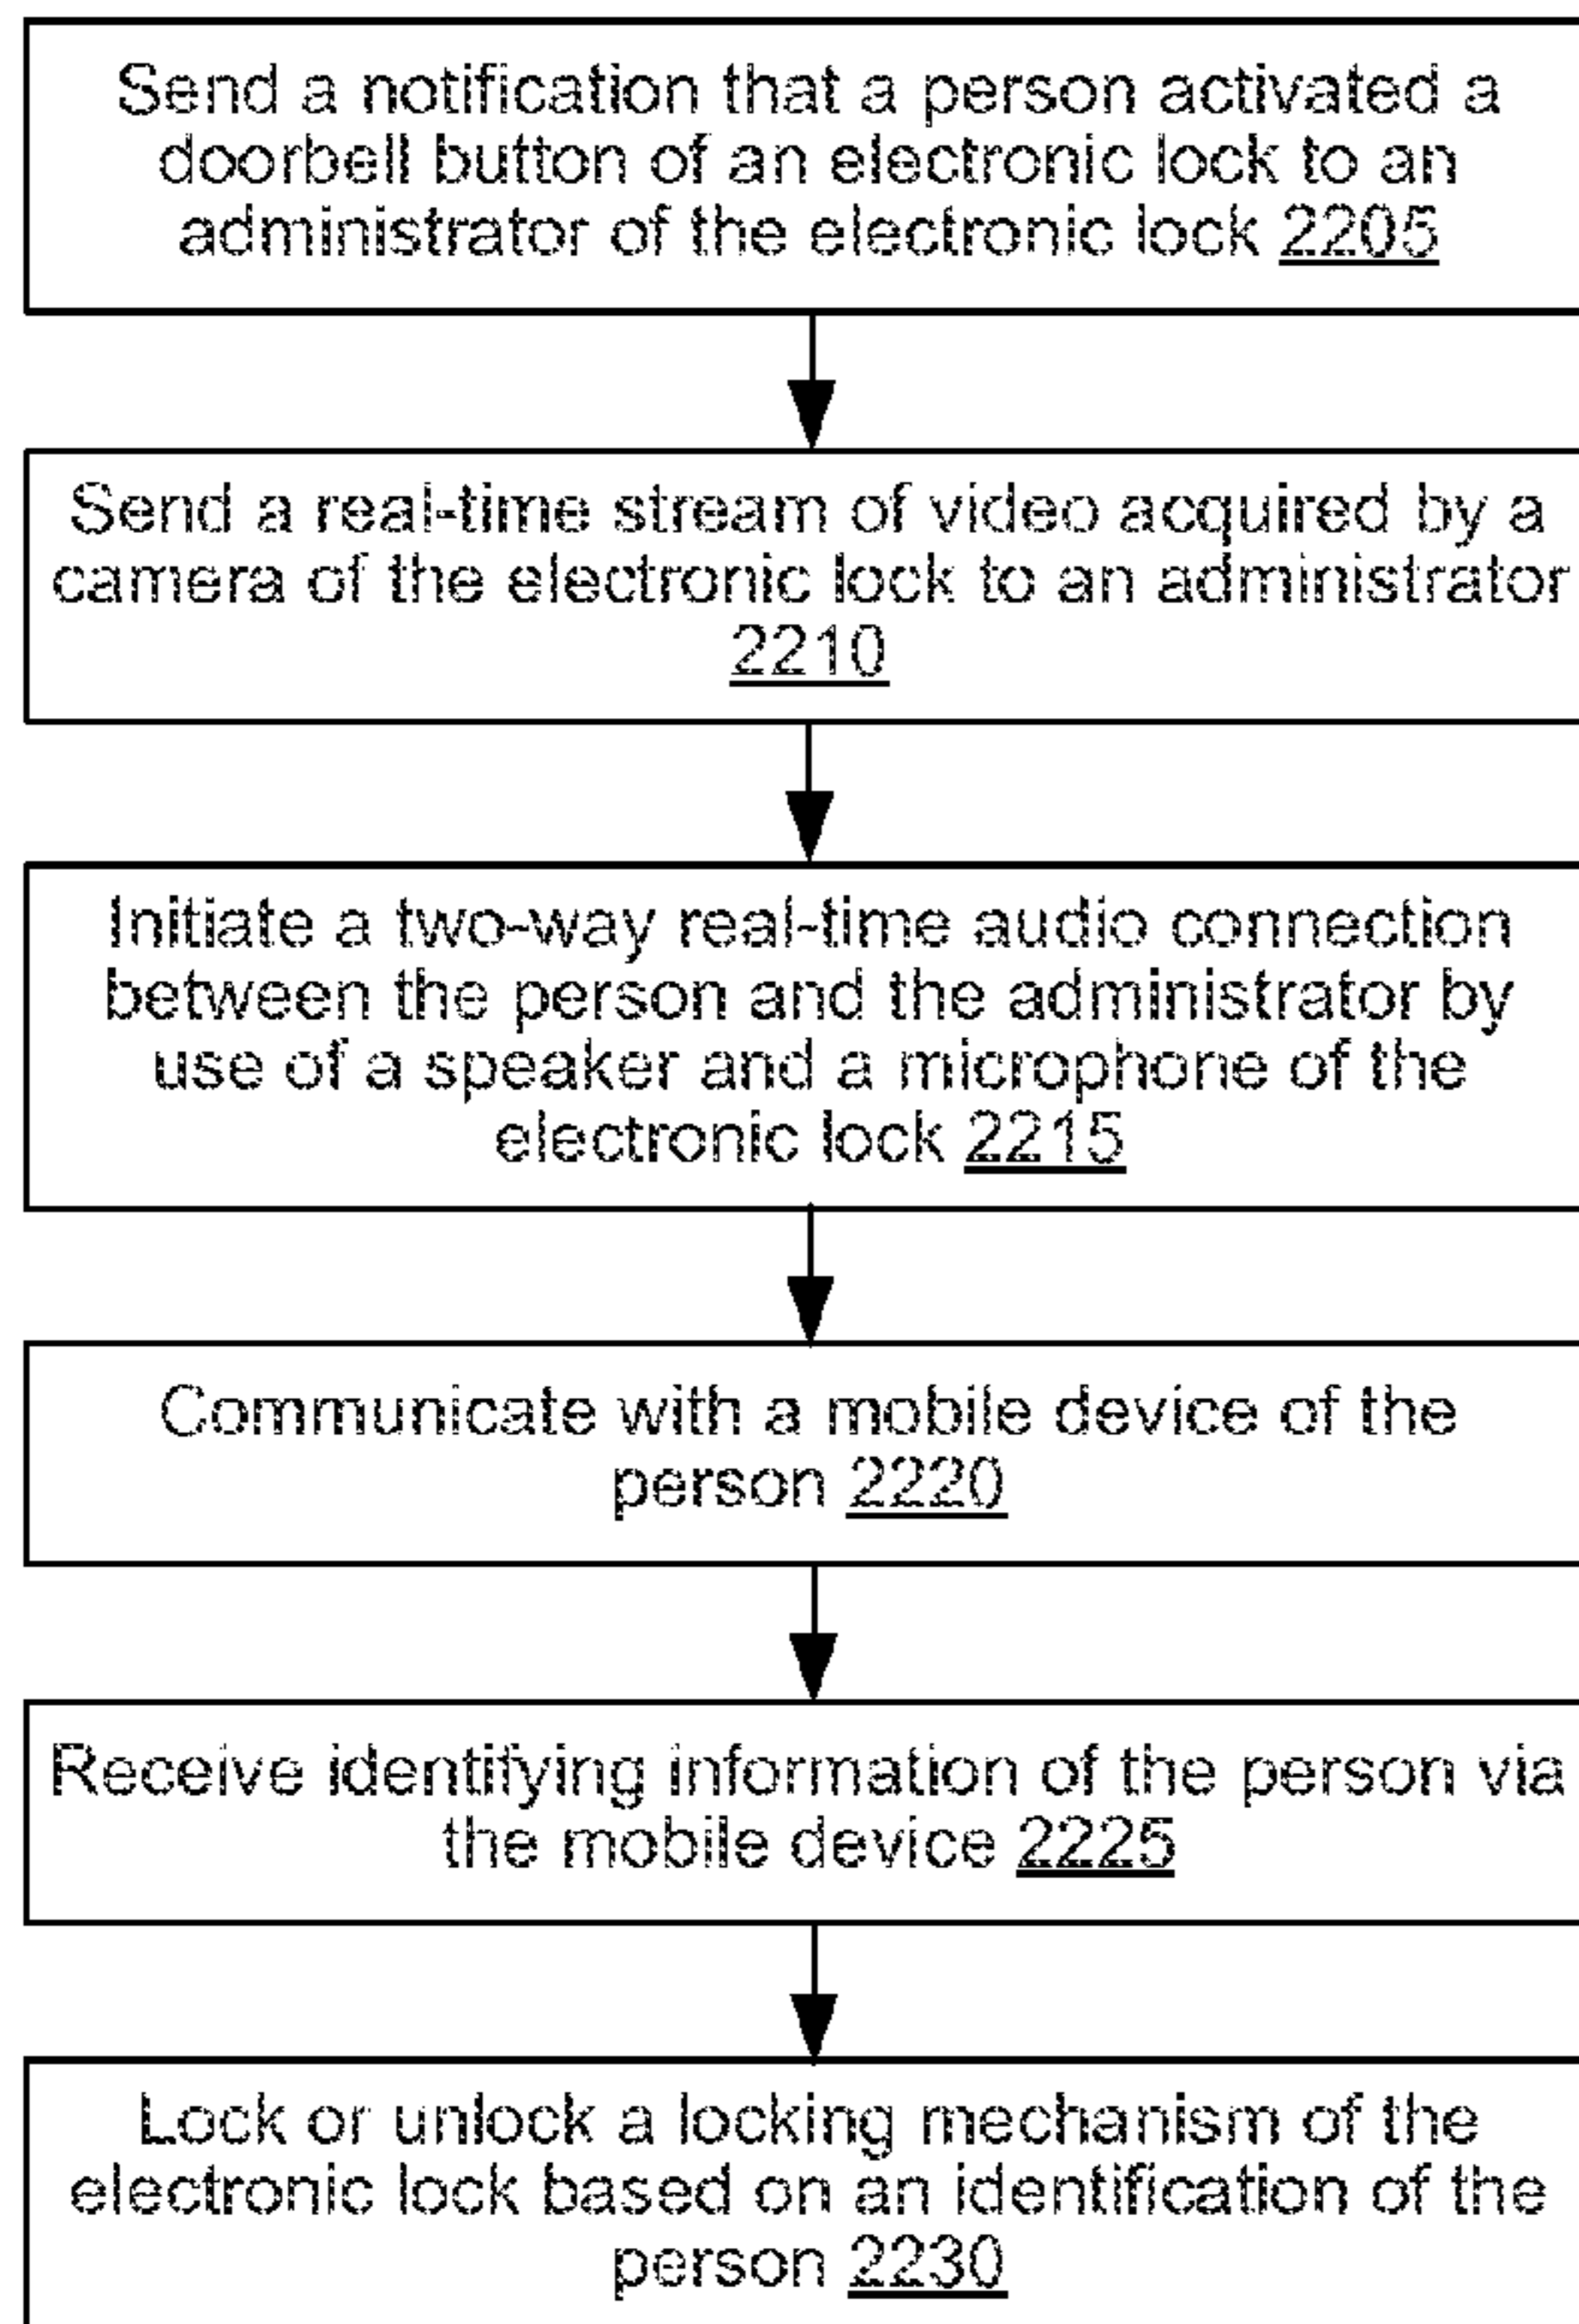 Send a notification that a person activated a
doorbell button of an electronic lock to an
administrator of the electronic lock 2205
Send a real-time stream of video acquired by a
camera of the electronic lock to an administrator
2210
Initiate a two-way real-time audio connection
between the person and the administrator by
use of a speaker and a microphone of the
electronic lock 2215
Communicate with a mobile device of the
person 2220
Receive identifying information of the person via
the mobile device 2225
Lock or unlock a locking mechanism of the
electronic lock based on an identification of the
person 2230